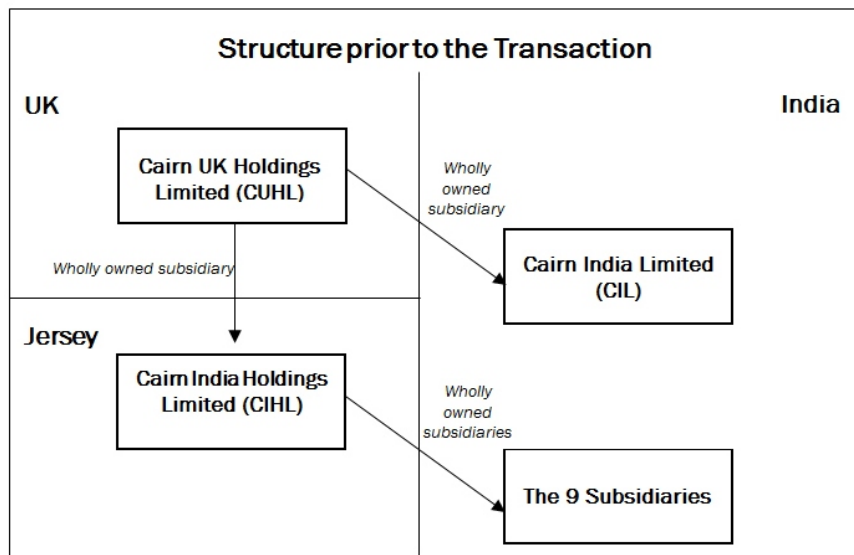 Structure prior to the Transaction
UK
India
Cairn UK Holdings
Limited (CUHL)
Wholly
owned
subsidiary
Wholly owned subsidiary
Cairn India Limited
(CIL)
Jersey
Cairn India Holdings
Limited (CIHL)
Wholly
owned
subsidiaries
The 9 Subsidiaries